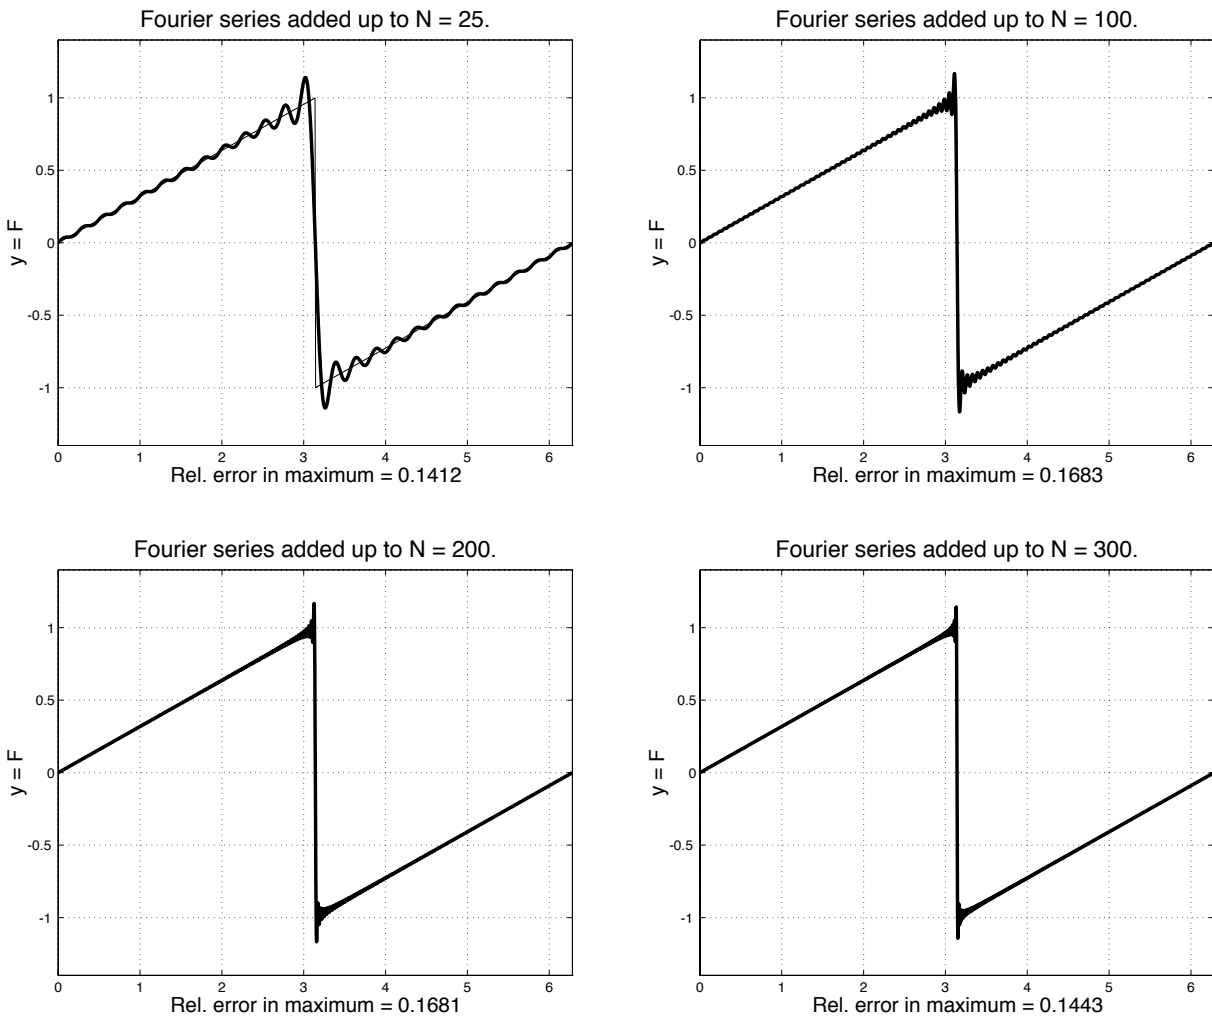 Fourier series added up to N = 25.
1
0.5
0
-0.5
-1
y = F
0 1 2 3 4 5 6
Rel. error in maximum = 0.1412
Fourier series added up to N = 100.
1
0.5
0
-0.5
-1
y = F
0 1 2 3 4 5 6
Rel. error in maximum = 0.1683
Fourier series added up to N = 200.
1
0.5
0
-0.5
-1
y = F
0 1 2 3 4 5 6
Rel. error in maximum = 0.1681
Fourier series added up to N = 300.
1
0.5
0
-0.5
-1
y = F
0 1 2 3 4 5 6
Rel. error in maximum = 0.1443